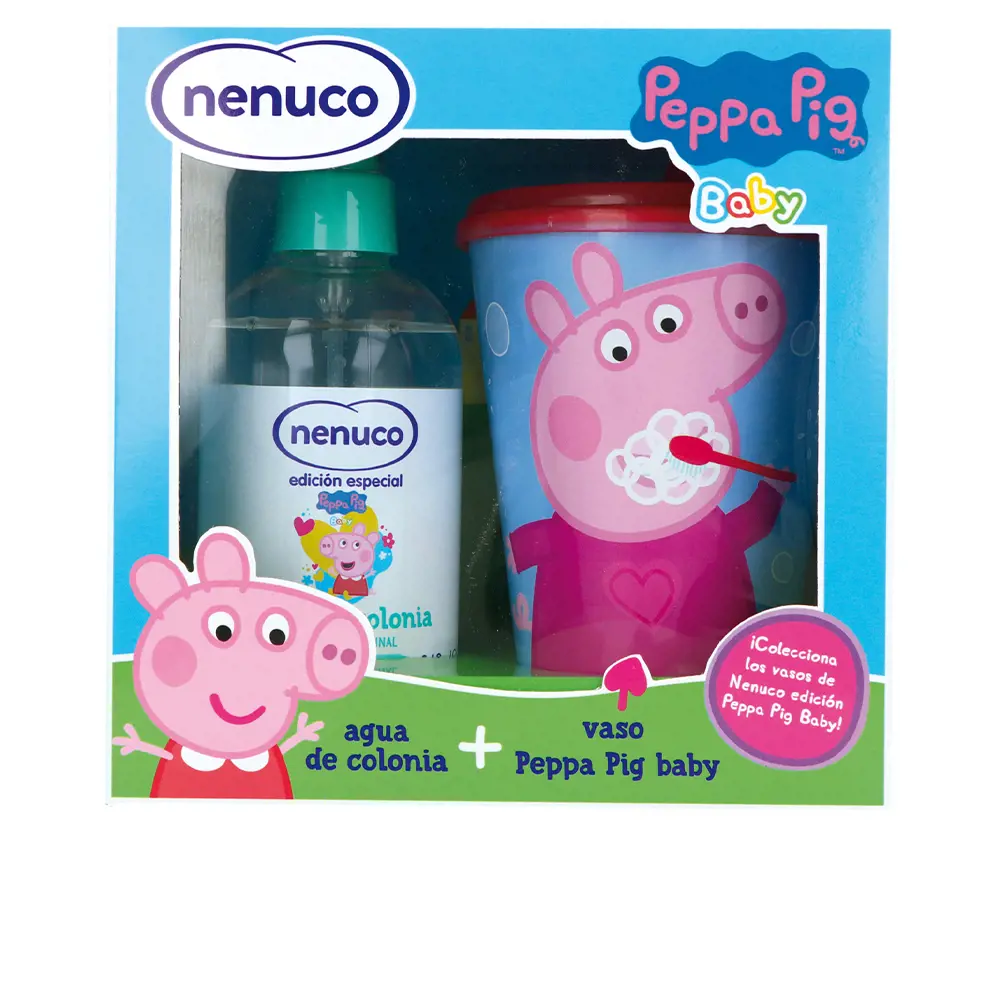 nenuco
Peppa Pig
™
Baby
nenuco
edición especial
Peppa Pig
Baby
agua
de colonia
+
vaso
Peppa Pig baby
¡Colecciona
los vasos de
Nenuco edición
Peppa Pig Baby!